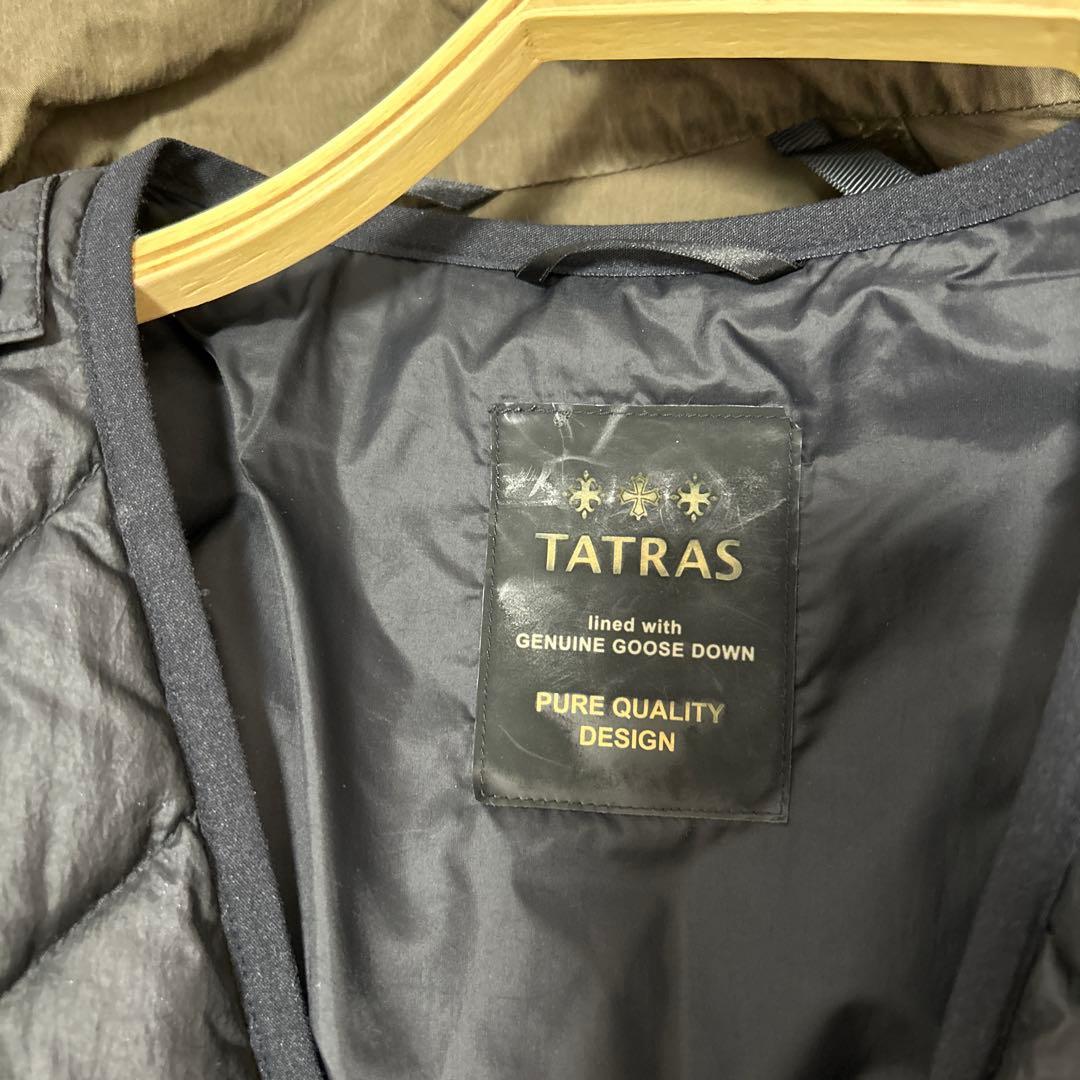 TATRAS
lined with
GENUINE GOOSE DOWN
PURE QUALITY
DESIGN